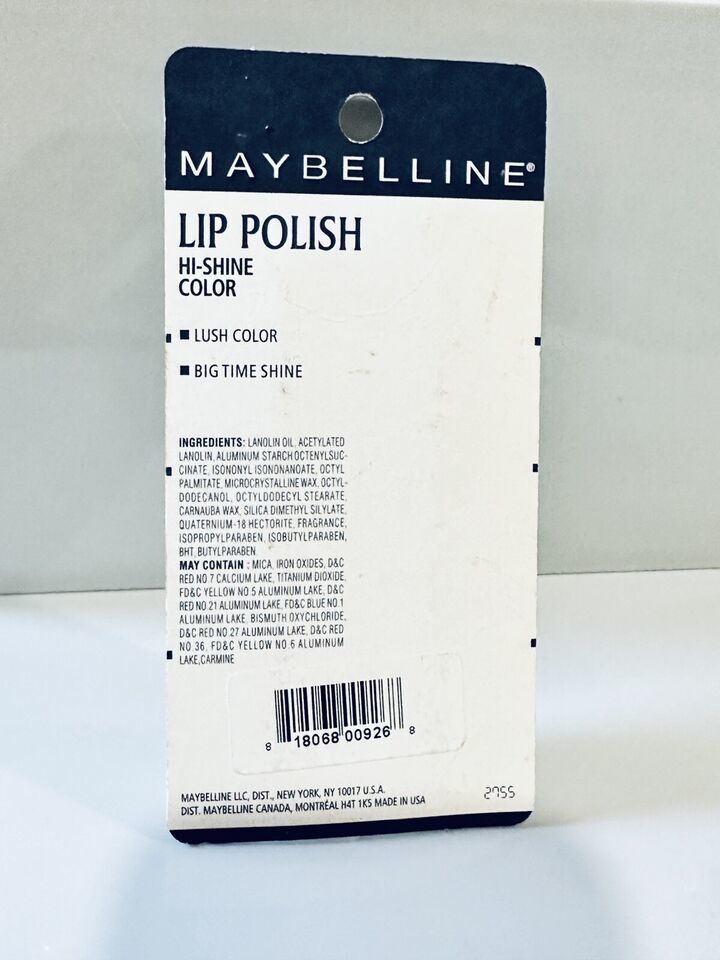 MAYBELLINE®
LIP POLISH
HI-SHINE
COLOR
■ LUSH COLOR
■ BIG TIME SHINE
INGREDIENTS: LANOLIN OIL, ACETYLATED
LANOLIN, ALUMINUM STARCH OCTENYLSUC-
CINATE, ISONONYL ISONONANOATE, OCTYL
PALMITATE, MICROCRYSTALLINE WAX, OCTYL-
DODECANOL, OCTYLDODECYL STEARATE,
CARNAUBA WAX, SILICA DIMETHYL SILYLATE,
QUATERNIUM-18 HECTORITE, FRAGRANCE,
ISOPROPYLPARABEN, ISOBUTYLPARABEN,
BHT, BUTYLPARABEN
MAY CONTAIN : MICA, IRON OXIDES, D&C
RED NO 7 CALCIUM LAKE, TITANIUM DIOXIDE,
FD&C YELLOW NO 5 ALUMINUM LAKE, D&C
RED NO 21 ALUMINUM LAKE, FD&C BLUE NO.1
ALUMINUM LAKE, BISMUTH OXYCHLORIDE,
D&C RED NO 27 ALUMINUM LAKE, D&C RED
NO.36, FD&C YELLOW NO 6 ALUMINUM
LAKE,CARMINE
8 18068 00926 8
MAYBELLINE LLC, DIST., NEW YORK, NY 10017 U.S.A.
DIST. MAYBELLINE CANADA, MONTRÉAL H4T 1K5 MADE IN USA
2755